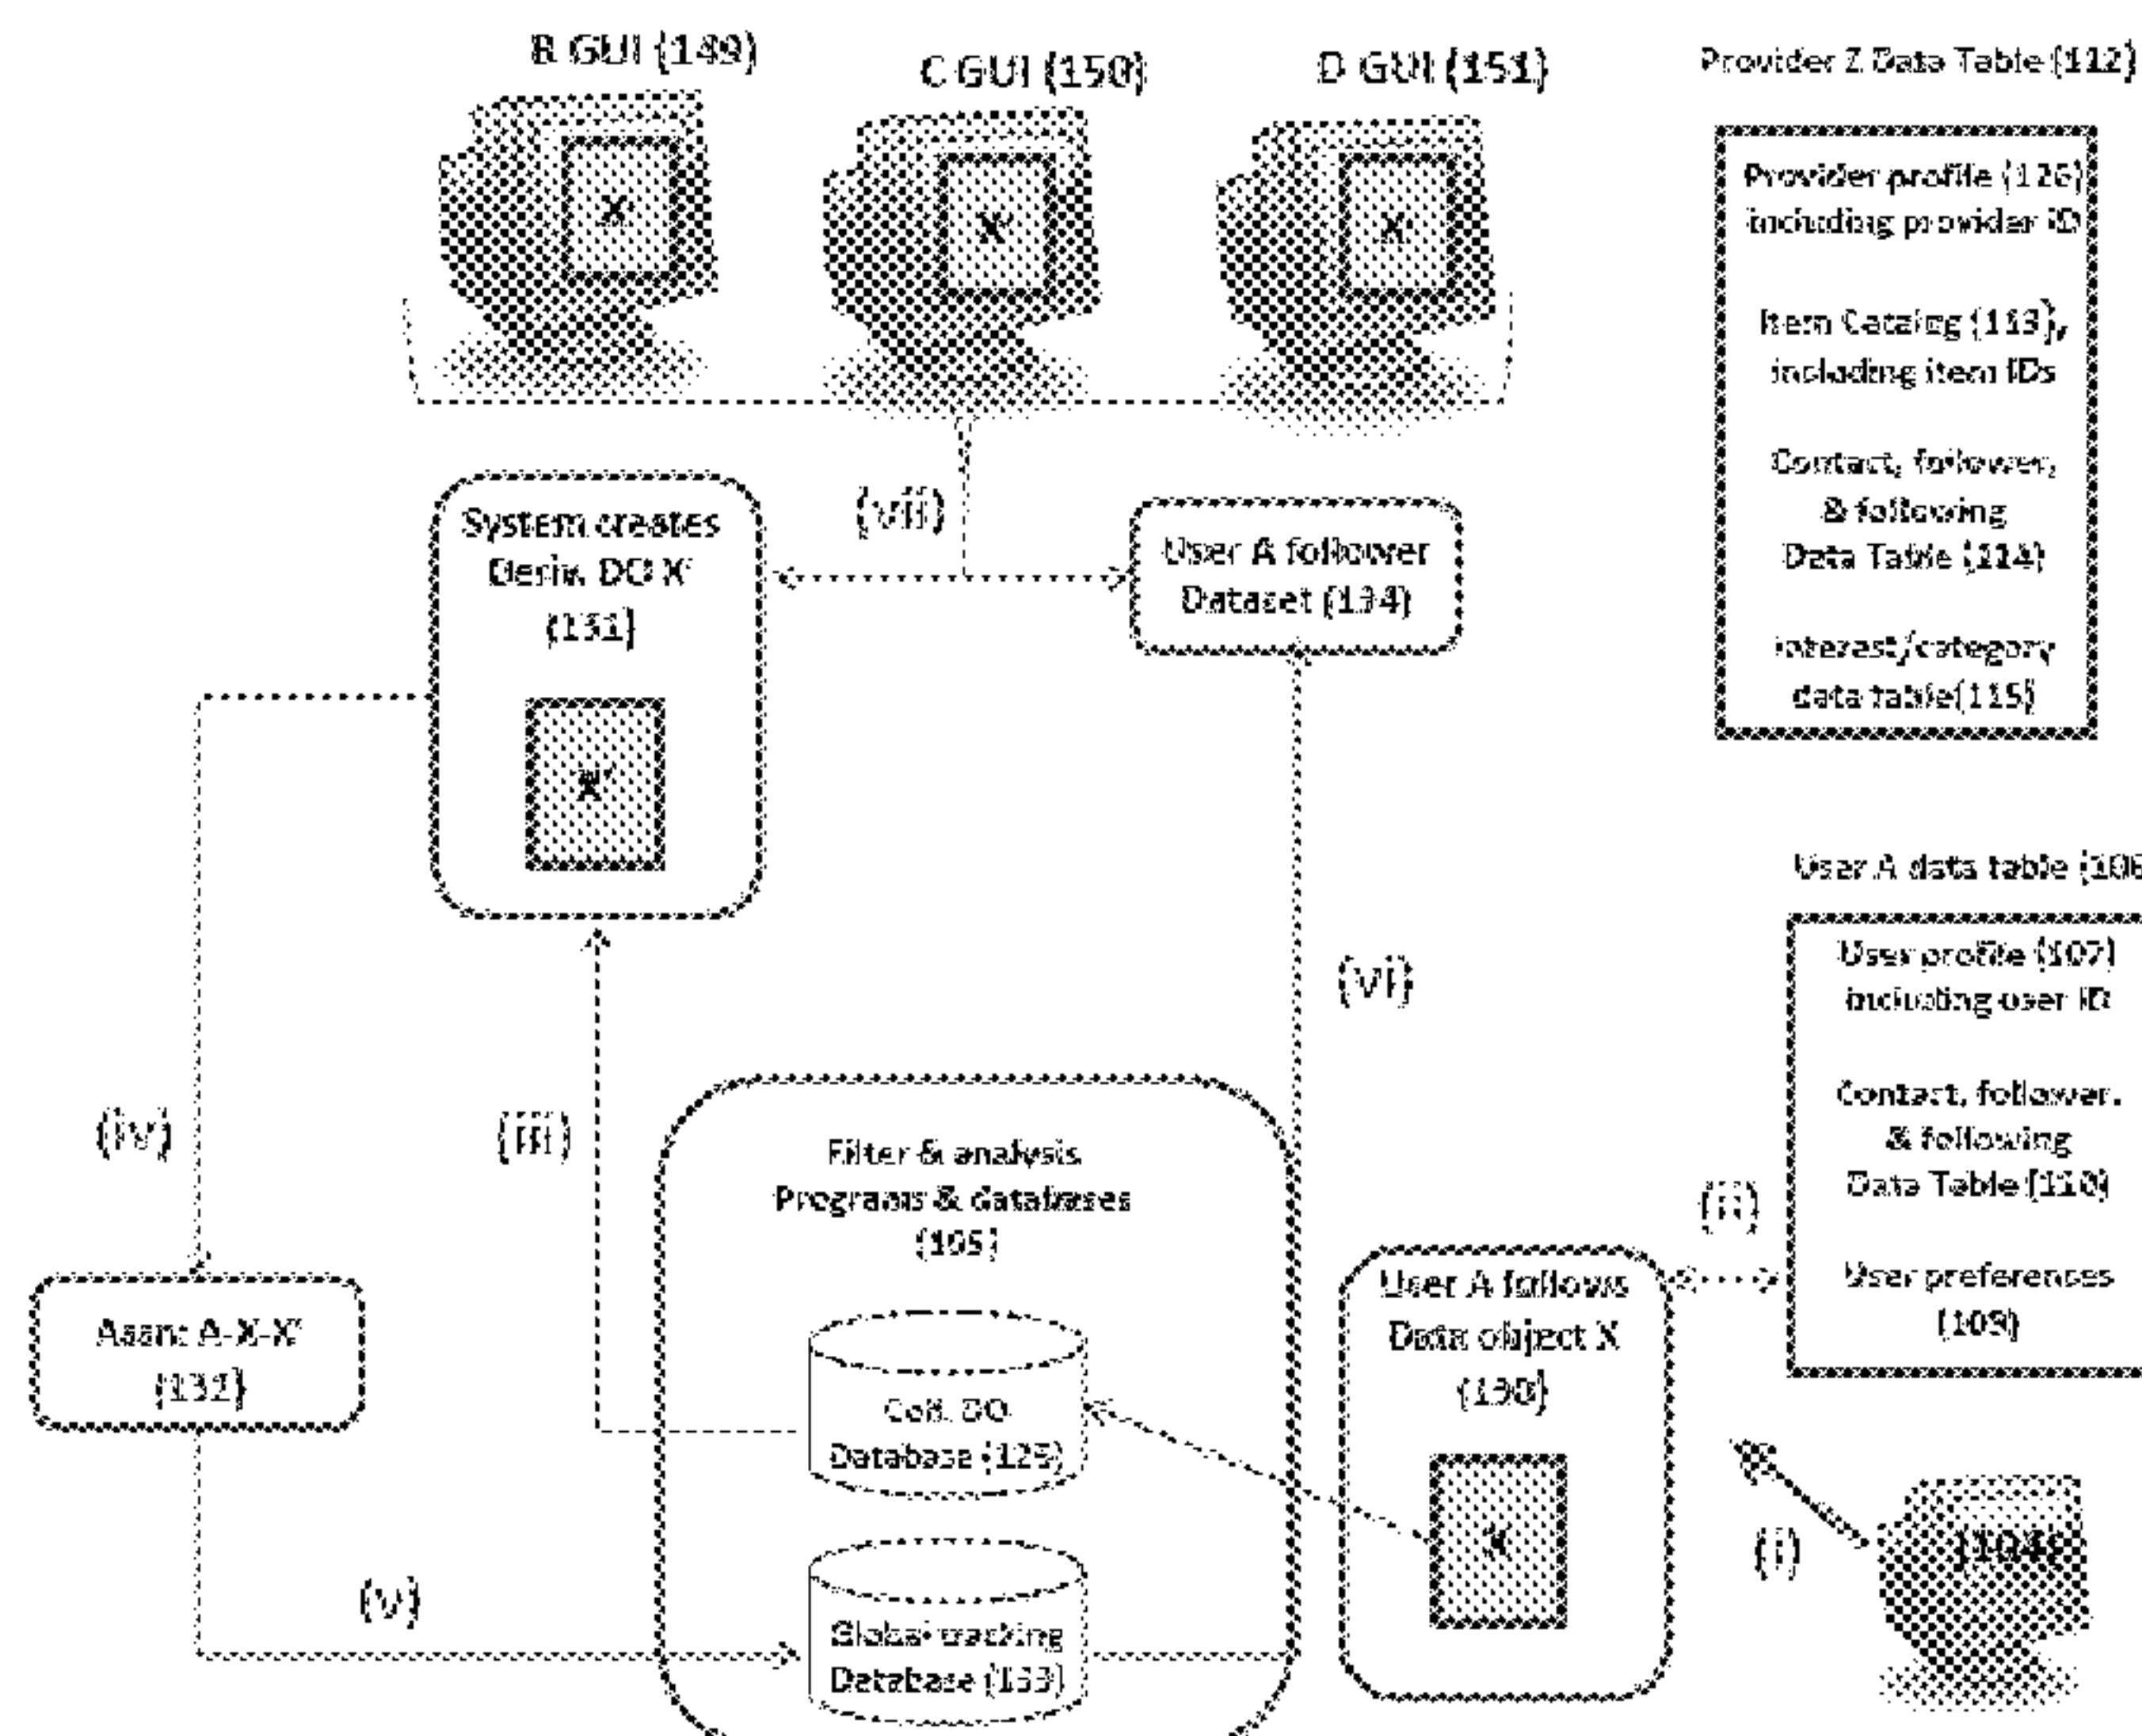 B GUI (149)
C GUI (150)
D GUI (151)
Provider Z Data Table (112)
X'
X'
X'
Provider profile (126)
including provider ID
Item Catalog (113),
including item IDs
Contact, follower,
& following
Data Table (114)
interest/category
data table(115)
System creates
Deriv. DO X'
(131)
X'
(vii)
User A follower
Dataset (134)
(vi)
User A data table (106
User profile (107)
including user ID
Contact, follower,
& following
Data Table (110)
User preferences
(109)
(iv)
(iii)
Filter & analysis
Programs & databases
(105)
(ii)
User A follows
Data object X
(130)
X
Assn: A-X-X'
(132)
Coll. DO
Database (125)
(v)
Global tracking
Database (133)
(i)
(104)